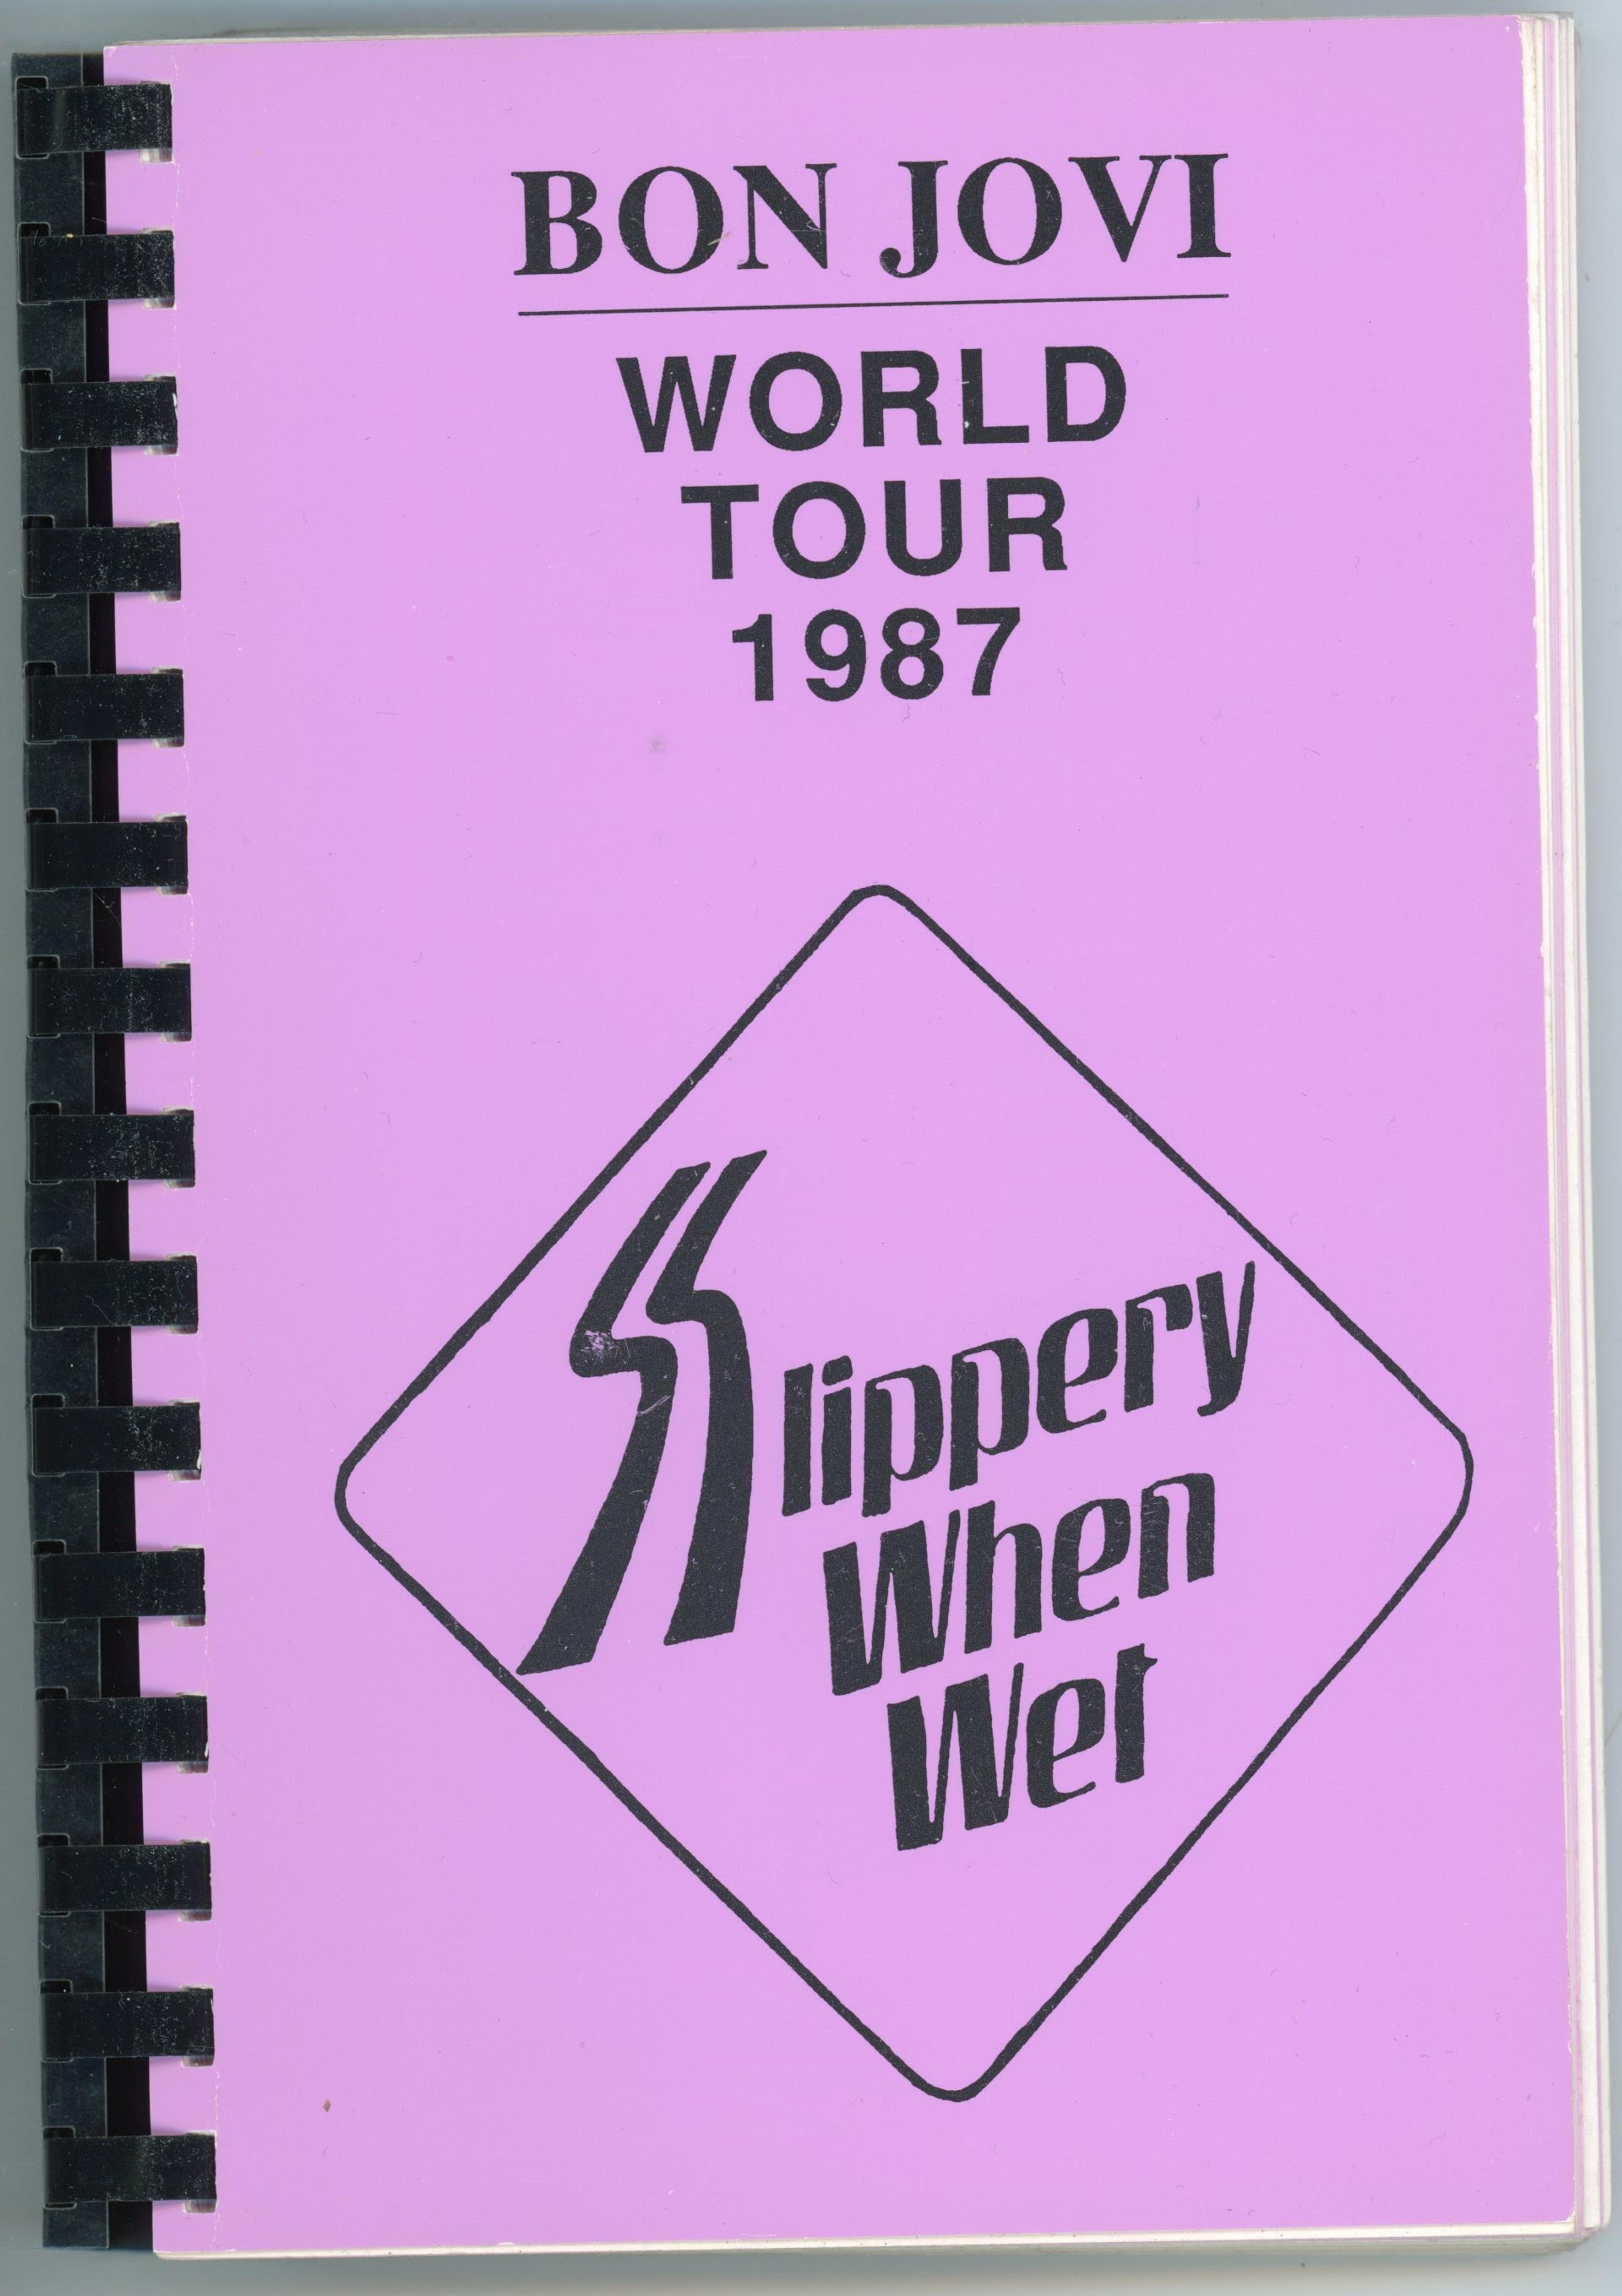 BON JOVI
WORLD
TOUR
1987
Slippery
When
Wet